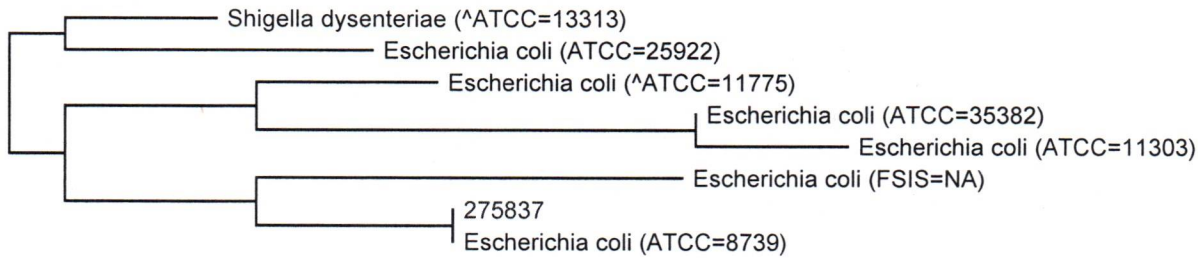 Shigella dysenteriae (^ATCC=13313)
Escherichia coli (ATCC=25922)
Escherichia coli (^ATCC=11775)
Escherichia coli (ATCC=35382)
Escherichia coli (ATCC=11303)
Escherichia coli (FSIS=NA)
275837
Escherichia coli (ATCC=8739)